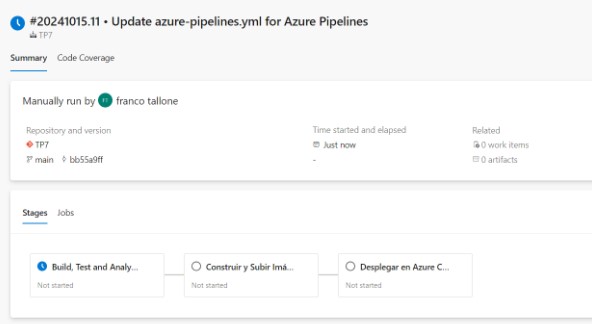 #20241015.11 • Update azure-pipelines.yml for Azure Pipelines
TP7
Summary Code Coverage
Manually run by FT franco tallone
Repository and version Time started and elapsed Related
TP7 Just now 0 work items
main bb55a9ff - 0 artifacts
Stages Jobs
Build, Test and Analy... Construir y Subir Imá... Desplegar en Azure C...
Not started Not started Not started